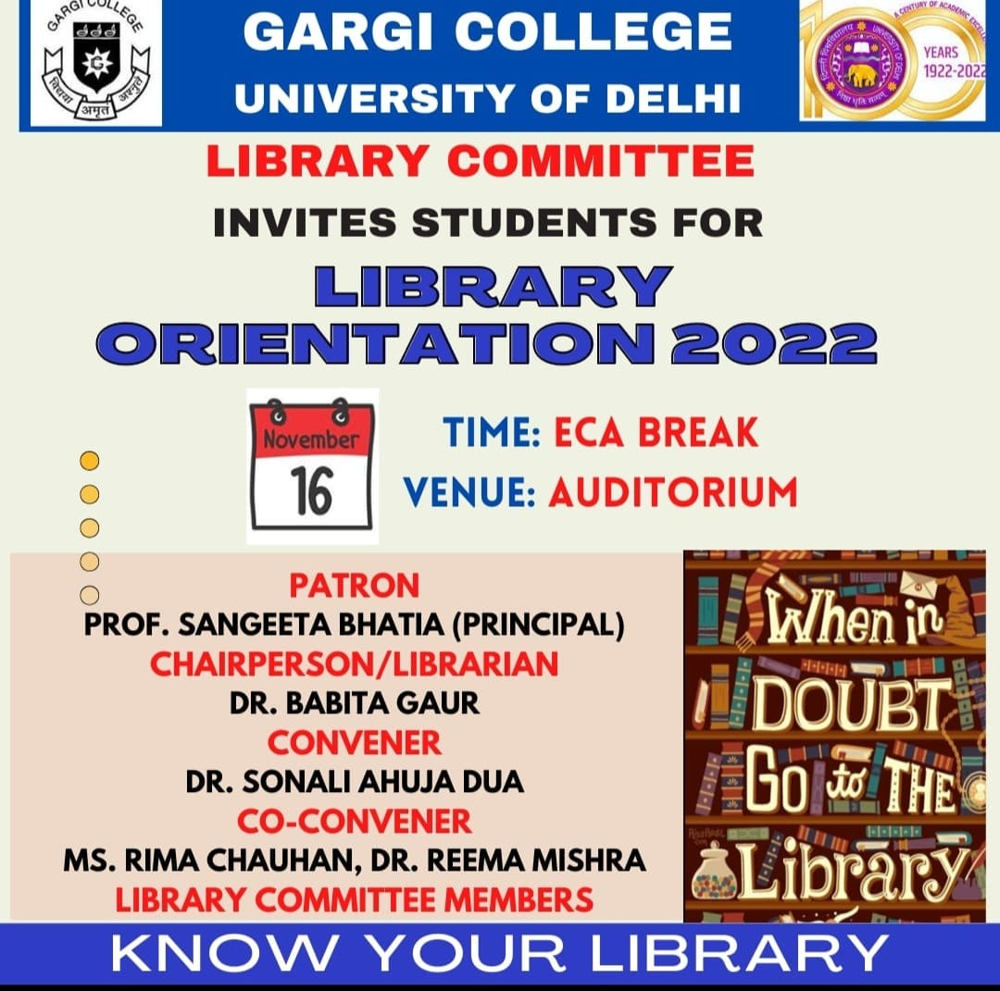 GARGI COLLEGE
विद्यया
अमृतं
अश्नुते
GARGI COLLEGE
UNIVERSITY OF DELHI
A CENTURY OF ACADEMIC EXCELLE
YEARS
1922-2022
दिल्ली विश्वविद्यालय
UNIVERSITY OF DELHI
निष्ठा धृतिः सत्यम्
LIBRARY COMMITTEE
INVITES STUDENTS FOR
LIBRARY
ORIENTATION 2022
November
16
TIME: ECA BREAK
VENUE: AUDITORIUM
PATRON
PROF. SANGEETA BHATIA (PRINCIPAL)
CHAIRPERSON/LIBRARIAN
DR. BABITA GAUR
CONVENER
DR. SONALI AHUJA DUA
CO-CONVENER
MS. RIMA CHAUHAN, DR. REEMA MISHRA
LIBRARY COMMITTEE MEMBERS
When in
DOUBT
GO to THE
Library
KNOW YOUR LIBRARY